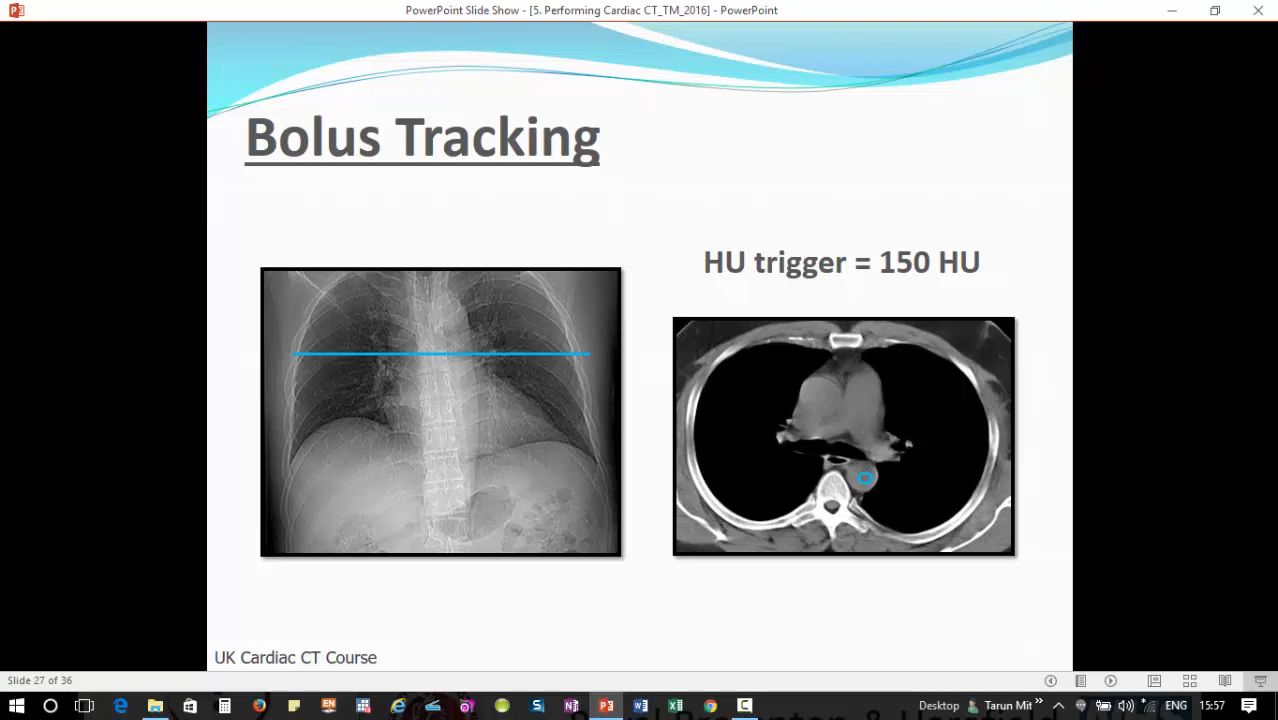 PowerPoint Slide Show - [5. Performing Cardiac CT_TM_2016] - PowerPoint
Bolus Tracking
HU trigger = 150 HU
UK Cardiac CT Course
Slide 27 of 36
Desktop
Tarun Mit
ENG
15:57